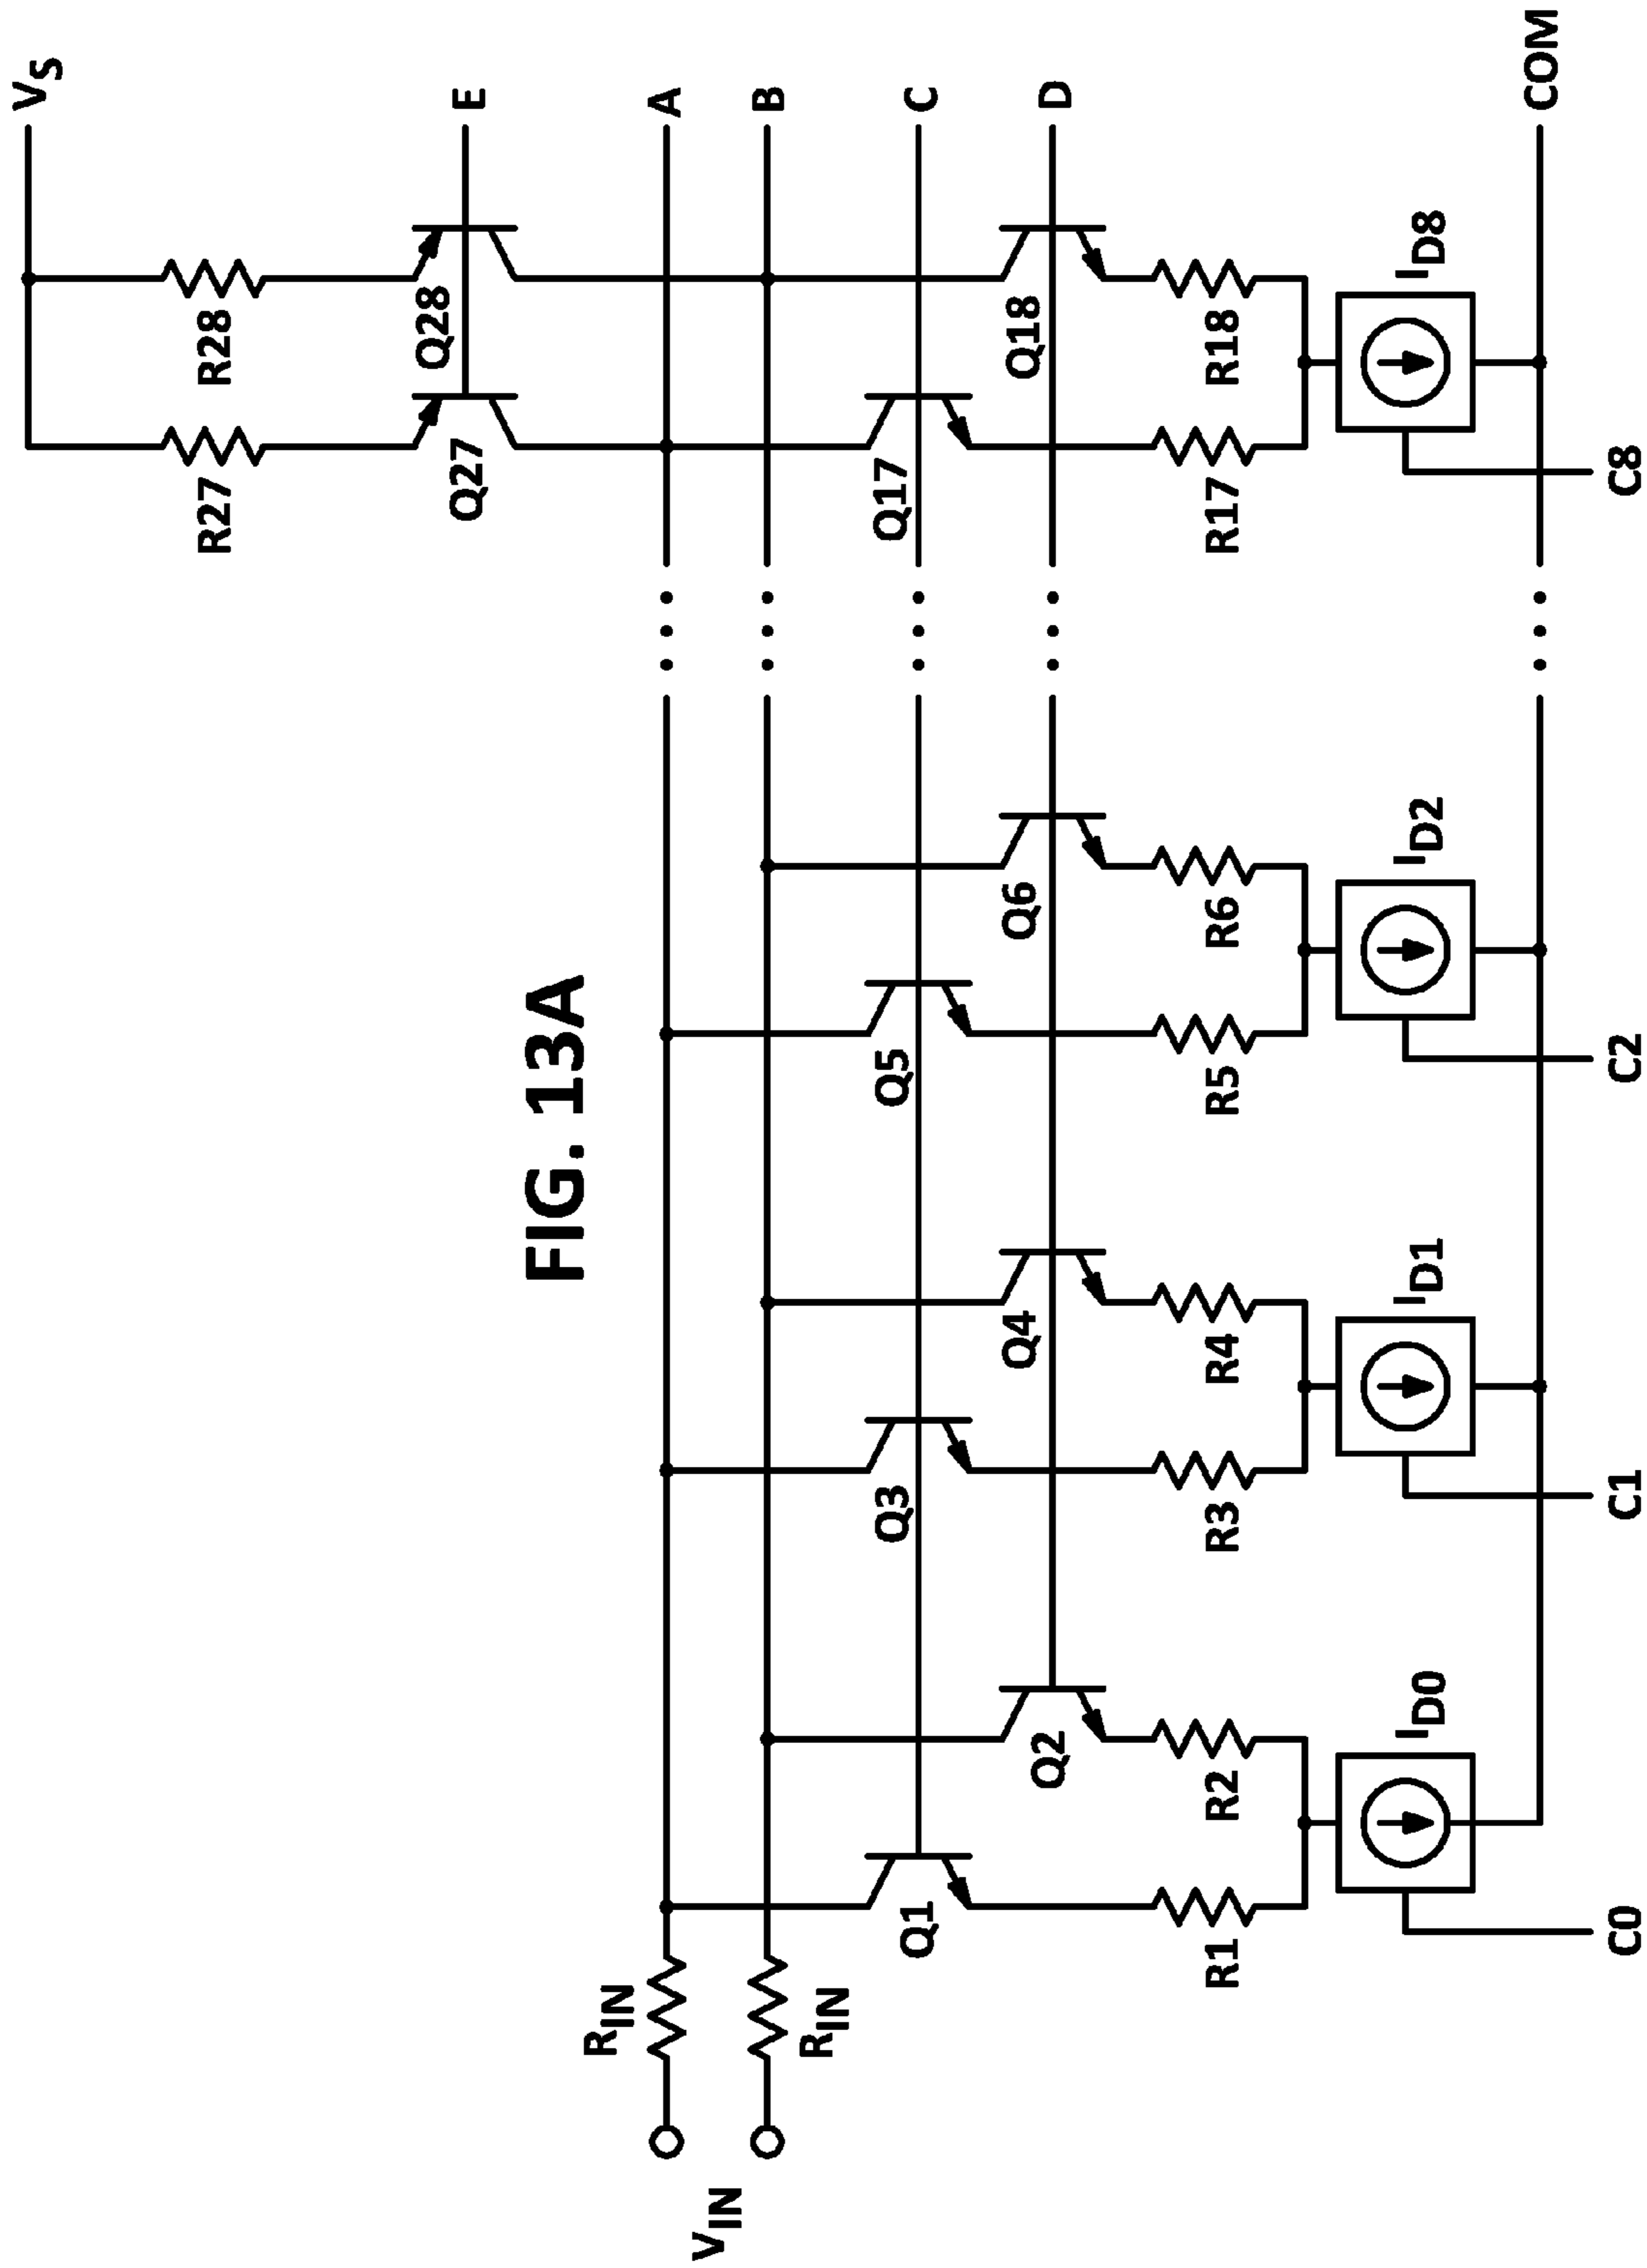 FIG. 13A
VS
R27
R28
E
Q27
Q28
A
RIN
B
RIN
VIN
C
Q1
Q3
Q5
Q17
D
Q2
Q4
Q6
Q18
R1
R2
R3
R4
R5
R6
R17
R18
ID0
ID1
ID2
ID8
COM
C0
C1
C2
C8